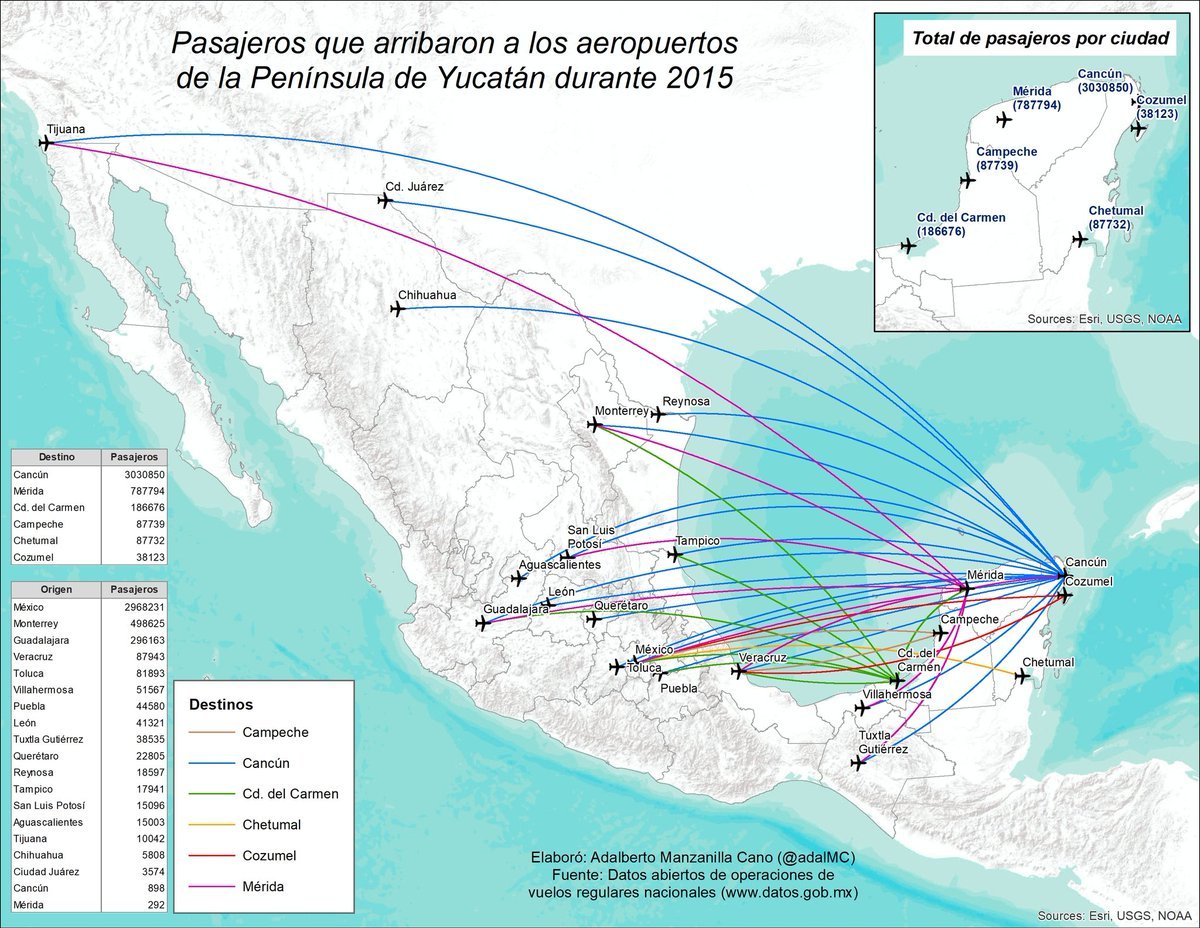 Pasajeros que arribaron a los aeropuertos
de la Península de Yucatán durante 2015
Total de pasajeros por ciudad
Cancún
(3030850)
Cozumel
(38123)
Mérida
(787794)
Campeche
(87739)
Cd. del Carmen
(186676)
Chetumal
(87732)
Sources: Esri, USGS, NOAA
Tijuana
Cd. Juárez
Chihuahua
Monterrey
Reynosa
San Luis
Potosí
Tampico
Aguascalientes
León
Guadalajara
Querétaro
México
Toluca
Puebla
Veracruz
Mérida
Cancún
Cozumel
Campeche
Cd. del
Carmen
Chetumal
Villahermosa
Tuxtla
Gutiérrez
Destino Pasajeros
Cancún 3030850
Mérida 787794
Cd. del Carmen 186676
Campeche 87739
Chetumal 87732
Cozumel 38123
Origen Pasajeros
México 2968231
Monterrey 498625
Guadalajara 296163
Veracruz 87943
Toluca 81893
Villahermosa 51567
Puebla 44580
León 41321
Tuxtla Gutiérrez 38535
Querétaro 22805
Reynosa 18597
Tampico 17941
San Luis Potosí 15096
Aguascalientes 15003
Tijuana 10042
Chihuahua 5808
Ciudad Juárez 3574
Cancún 898
Mérida 292
Destinos
Campeche
Cancún
Cd. del Carmen
Chetumal
Cozumel
Mérida
Elaboró: Adalberto Manzanilla Cano (@adalMC)
Fuente: Datos abiertos de operaciones de
vuelos regulares nacionales (www.datos.gob.mx)
Sources: Esri, USGS, NOAA